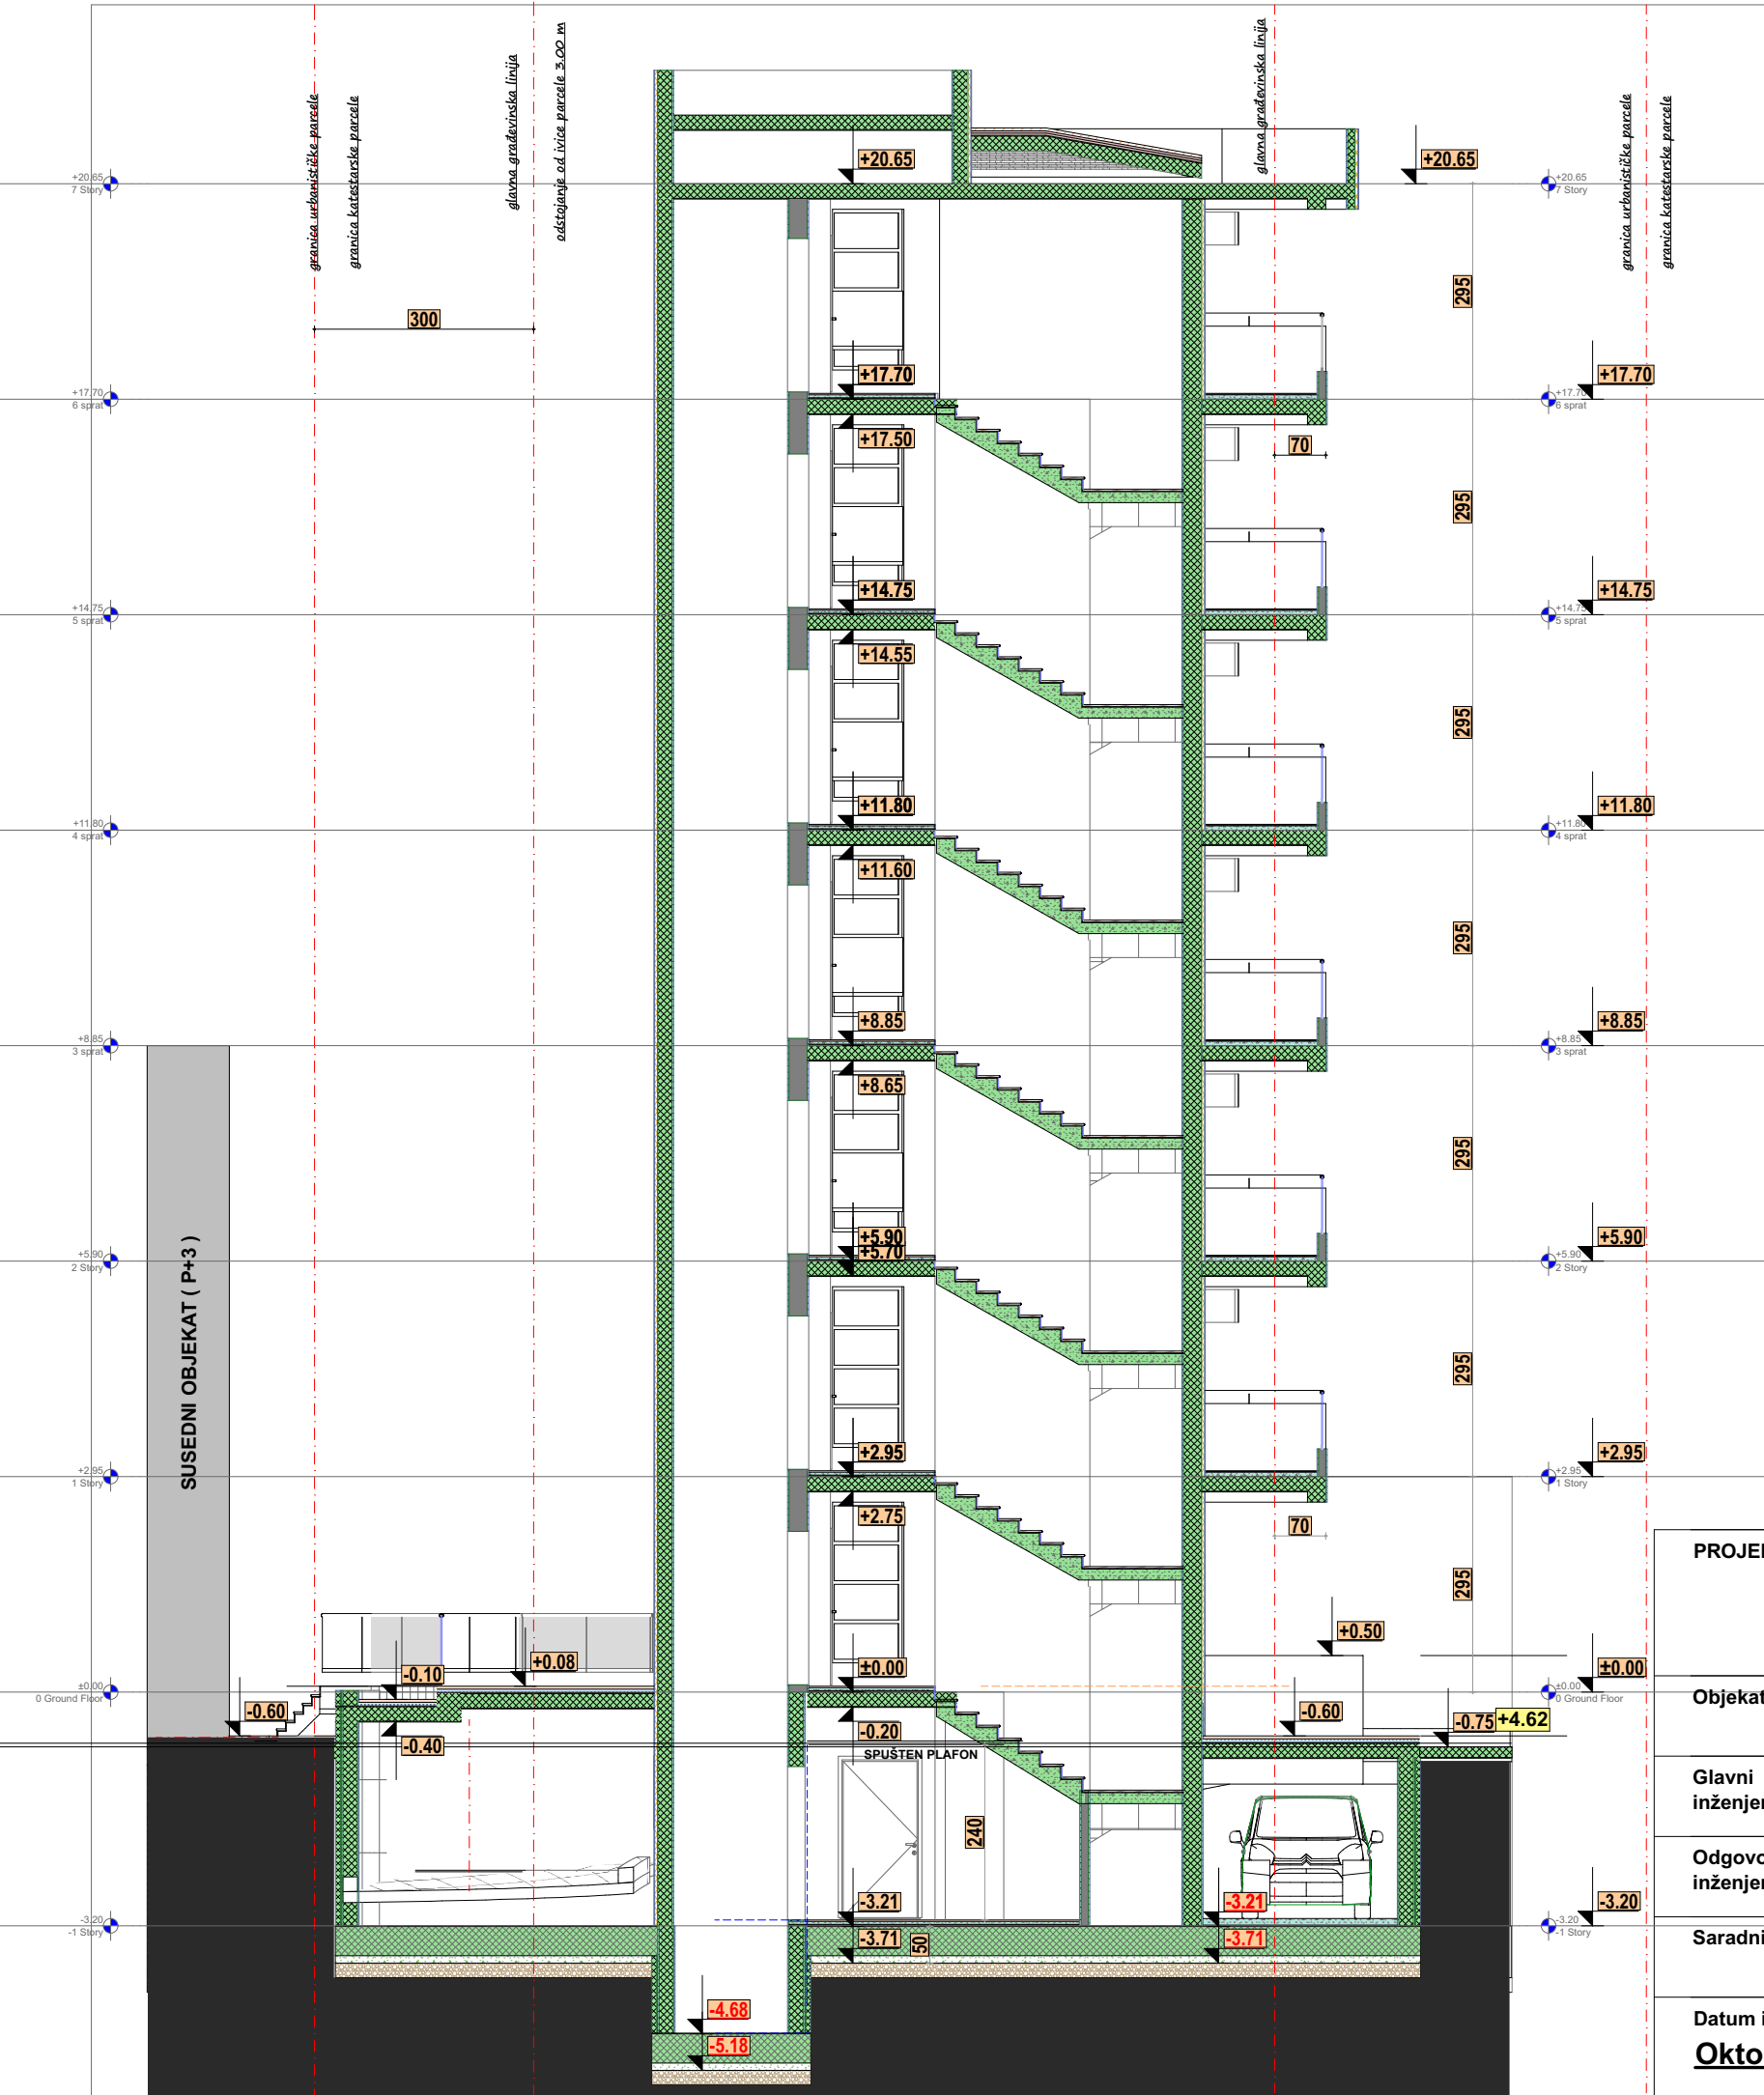 granica urbanističke parcele
granica katestarske parcele
glavna građevinska linija
odstojanje od ivice parcele 3.00 m
glavna građevinska linija
granica urbanističke parcele
granica katestarske parcele
+20.65
7 Story
+20.65
+20.65
+20.65
7 Story
295
300
+17.70
6 sprat
+17.70
+17.70
6 sprat
+17.70
+17.50
70
295
+14.75
5 sprat
+14.75
+14.75
5 sprat
+14.75
+14.55
295
+11.80
4 sprat
+11.80
+11.80
4 sprat
+11.80
+11.60
295
+8.85
3 sprat
+8.85
+8.85
3 sprat
+8.85
+8.65
295
SUSEDNI OBJEKAT ( P+3 )
+5.90
2 Story
+5.90
+5.70
+5.90
2 Story
+5.90
295
+2.95
1 Story
+2.95
+2.95
1 Story
+2.95
+2.75
70
295
+0.50
-0.10
+0.08
±0.00
±0.00
±0.00
0 Ground Floor
±0.00
0 Ground Floor
-0.60
-0.40
-0.20
-0.60
-0.75
+4.62
SPUŠTEN PLAFON
240
-3.20
-1 Story
-3.21
-3.21
-3.20
-1 Story
-3.20
-3.71
50
-3.71
-4.68
-5.18
PROJEK
Objekat
Glavni
inženjer
Odgovo
inženjer
Saradni
Datum i
Okto